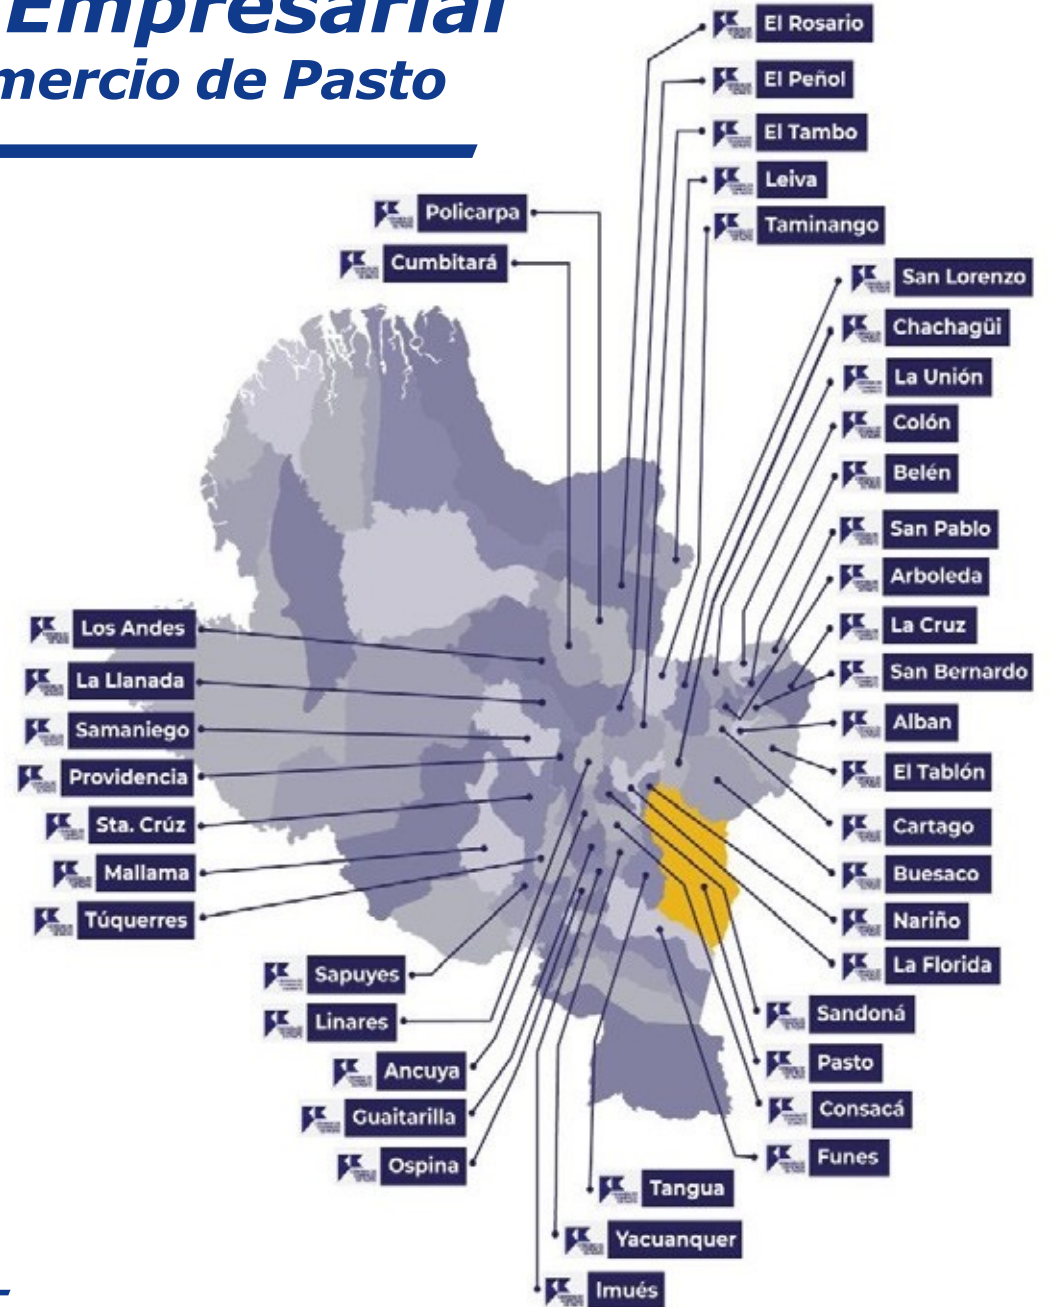 Empresarial
mercio de Pasto
El Rosario
El Peñol
El Tambo
Leiva
Taminango
Policarpa
Cumbitará
San Lorenzo
Chachagüi
La Unión
Colón
Belén
San Pablo
Arboleda
La Cruz
San Bernardo
Alban
El Tablón
Cartago
Buesaco
Nariño
La Florida
Los Andes
La Llanada
Samaniego
Providencia
Sta. Crúz
Mallama
Túquerres
Sapuyes
Linares
Ancuya
Guaitarilla
Ospina
Sandoná
Pasto
Consacá
Funes
Tangua
Yacuanquer
Imués